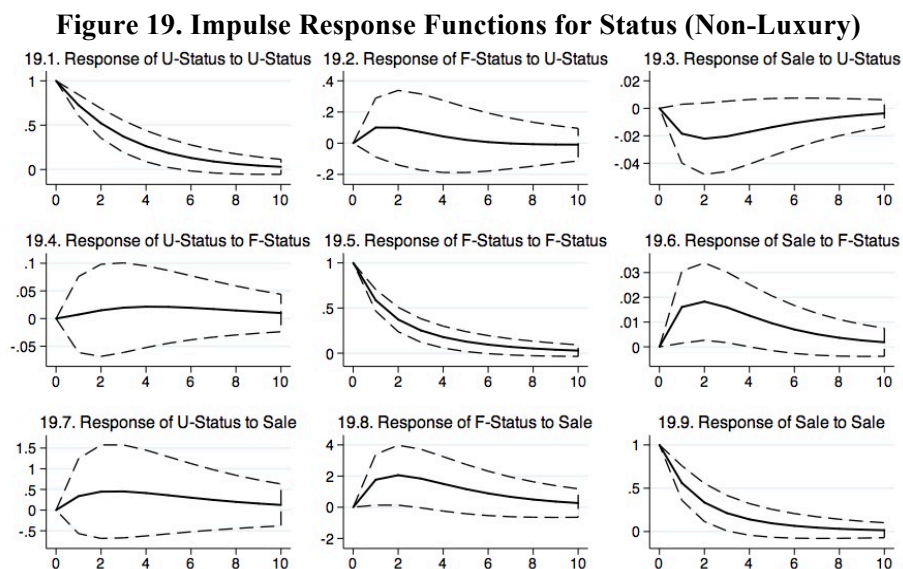 Figure 19. Impulse Response Functions for Status (Non-Luxury)
19.1. Response of U-Status to U-Status
1
.5
0
0 2 4 6 8 10
19.2. Response of F-Status to U-Status
.4
.2
0
-.2
0 2 4 6 8 10
19.3. Response of Sale to U-Status
.02
0
-.02
-.04
0 2 4 6 8 10
19.4. Response of U-Status to F-Status
.1
.05
0
-.05
0 2 4 6 8 10
19.5. Response of F-Status to F-Status
1
.5
0
0 2 4 6 8 10
19.6. Response of Sale to F-Status
.03
.02
.01
0
0 2 4 6 8 10
19.7. Response of U-Status to Sale
1.5
1
.5
0
-.5
0 2 4 6 8 10
19.8. Response of F-Status to Sale
4
2
0
-2
0 2 4 6 8 10
19.9. Response of Sale to Sale
1
.5
0
0 2 4 6 8 10